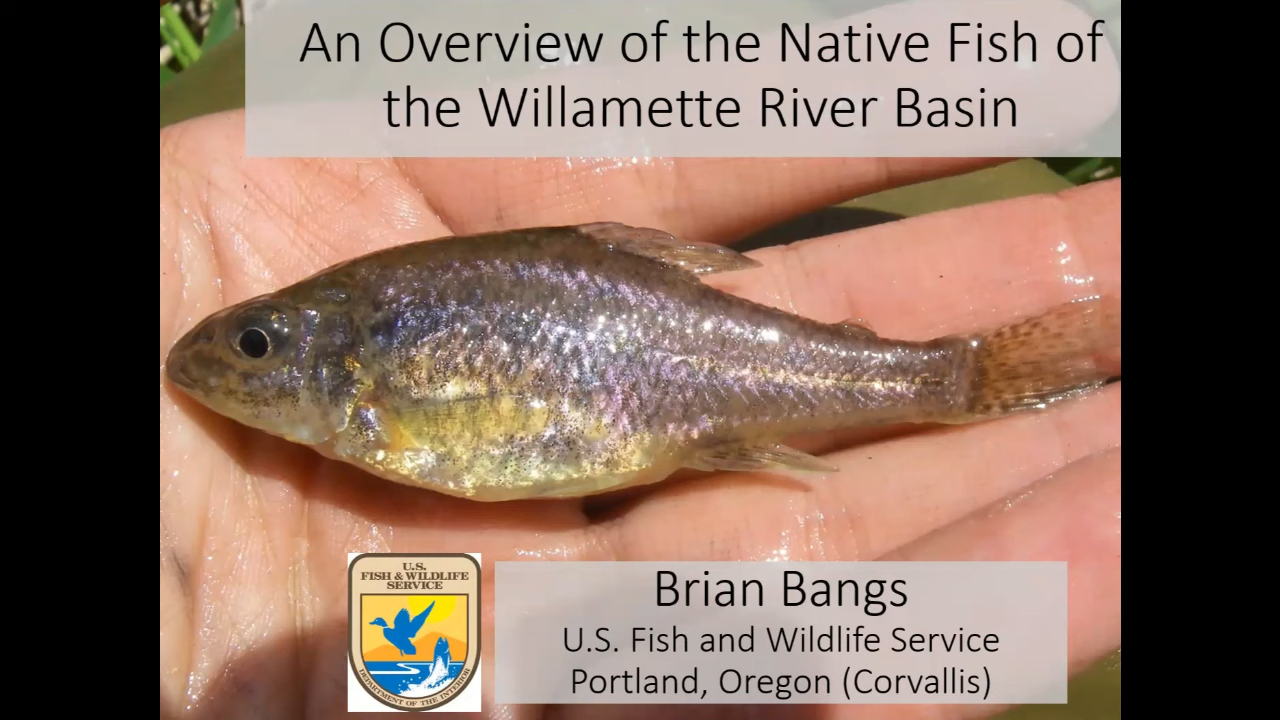 An Overview of the Native Fish of
the Willamette River Basin
U.S.
FISH & WILDLIFE
SERVICE
DEPARTMENT OF THE INTERIOR
Brian Bangs
U.S. Fish and Wildlife Service
Portland, Oregon (Corvallis)